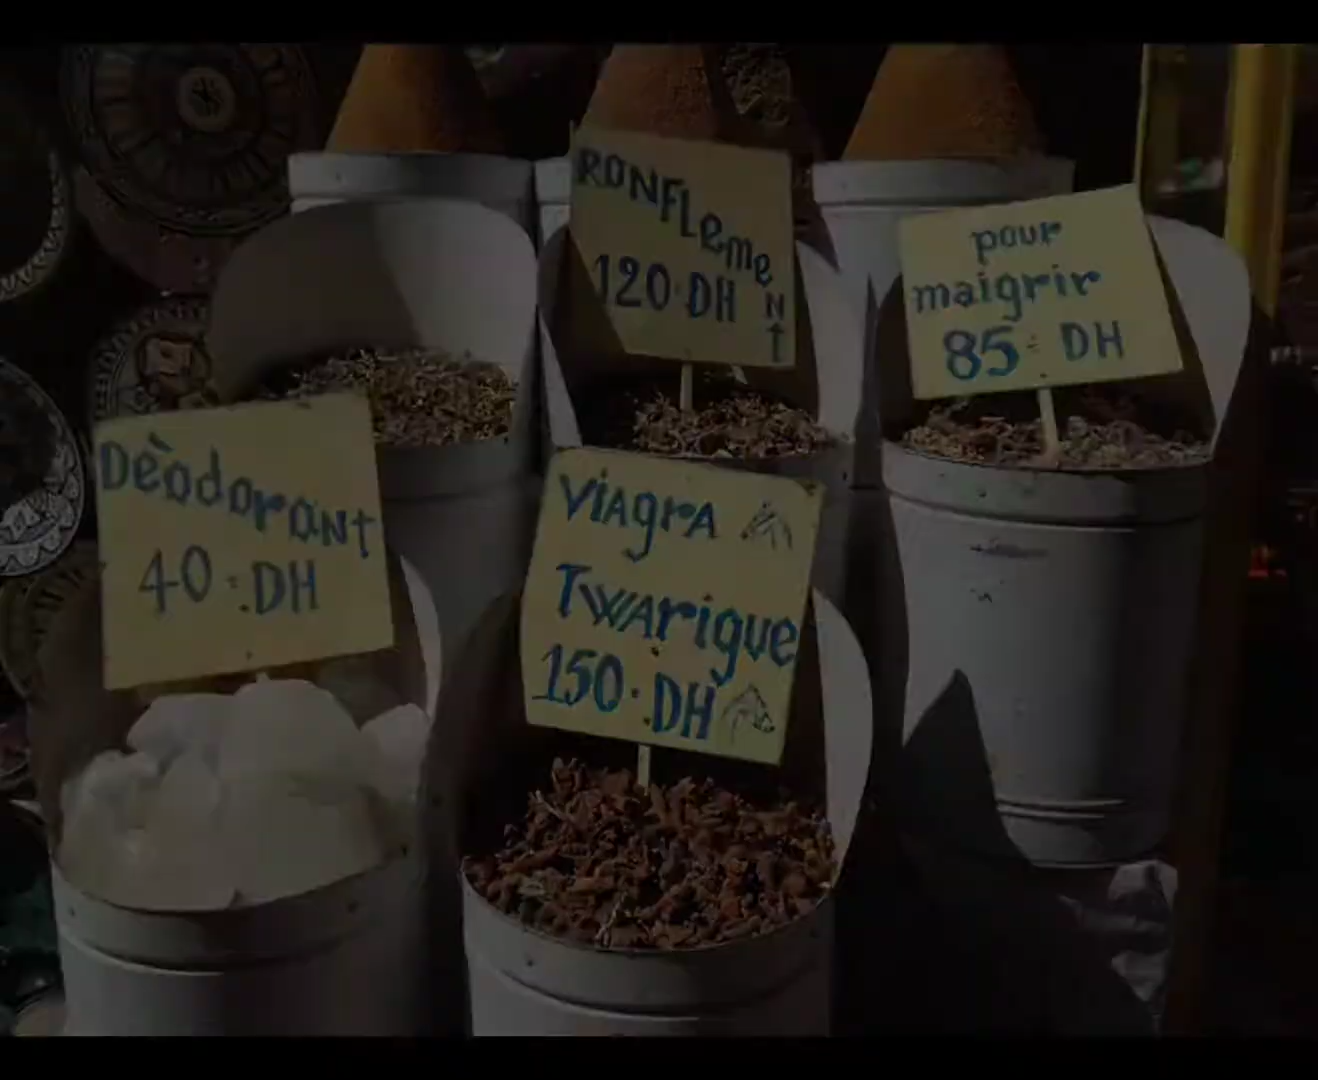 RONFLemeNt
120·DH
pour
maigrir
85: DH
Dèodorant
40: DH
VIAgrA
TWArigue
150·DH